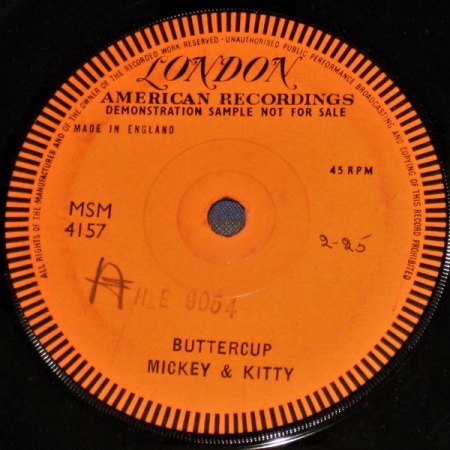 ALL RIGHTS OF THE MANUFACTURER AND OF THE OWNER OF THE RECORDED WORK RESERVED · UNAUTHORISED PUBLIC PERFORMANCE BROADCASTING AND COPYING OF THIS RECORD PROHIBITED
LONDON
AMERICAN RECORDINGS
DEMONSTRATION SAMPLE NOT FOR SALE
MADE IN ENGLAND
45 RPM
MSM
4157
2-25
A HLE 9054
BUTTERCUP
MICKEY & KITTY